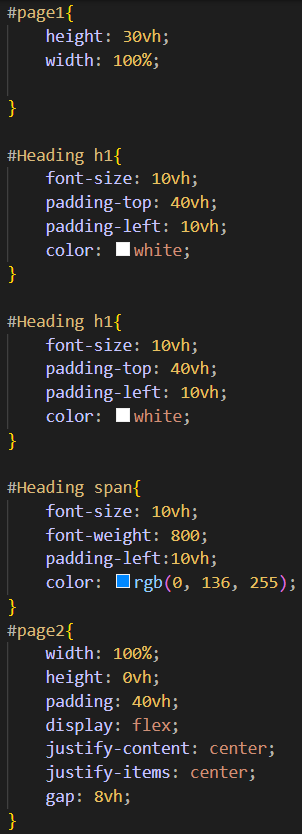 #page1{
height: 30vh;
width: 100%;
}
#Heading h1{
font-size: 10vh;
padding-top: 40vh;
padding-left: 10vh;
color: white;
}
#Heading h1{
font-size: 10vh;
padding-top: 40vh;
padding-left: 10vh;
color: white;
}
#Heading span{
font-size: 10vh;
font-weight: 800;
padding-left:10vh;
color: rgb(0, 136, 255);
}
#page2{
width: 100%;
height: 0vh;
padding: 40vh;
display: flex;
justify-content: center;
justify-items: center;
gap: 8vh;
}